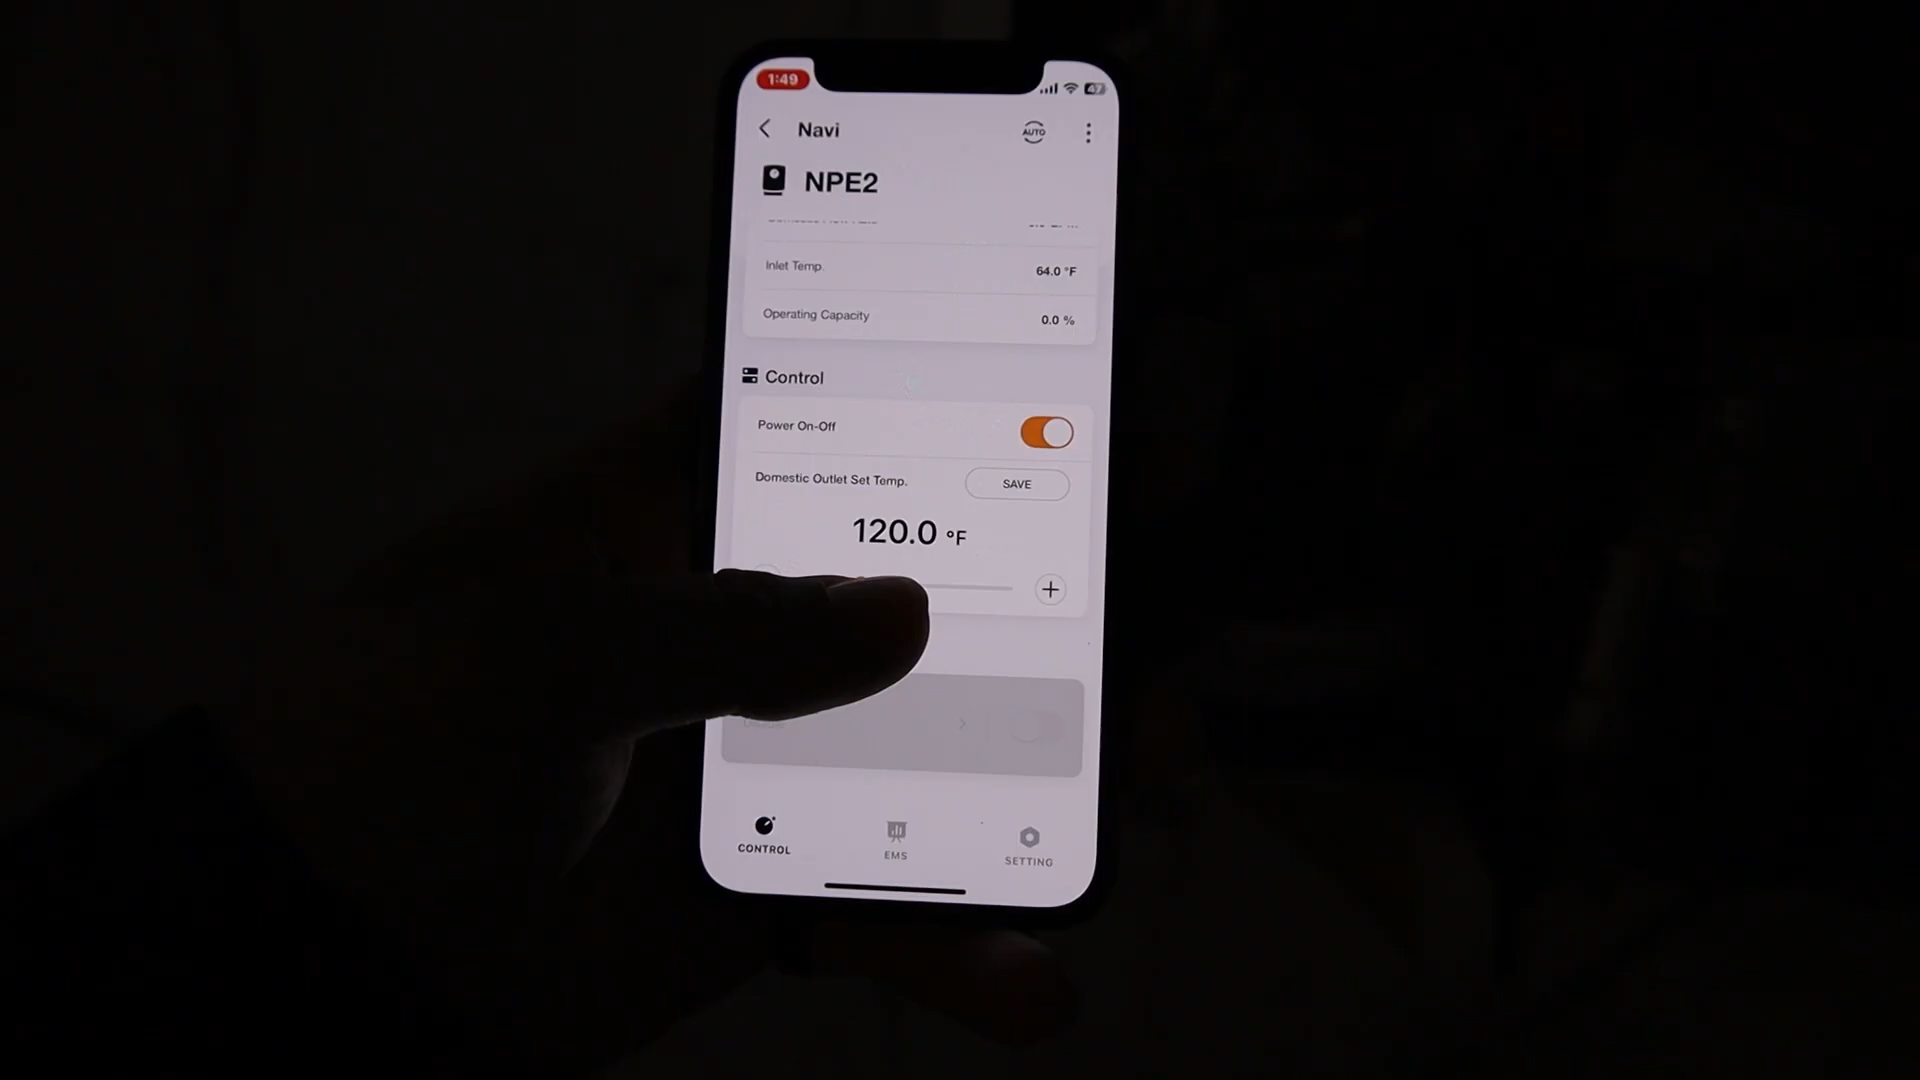 1:49
47
Navi
AUTO
NPE2
Inlet Temp.
64.0 °F
Operating Capacity
0.0 %
Control
Power On-Off
Domestic Outlet Set Temp.
SAVE
120.0 °F
+
CONTROL
EMS
SETTING